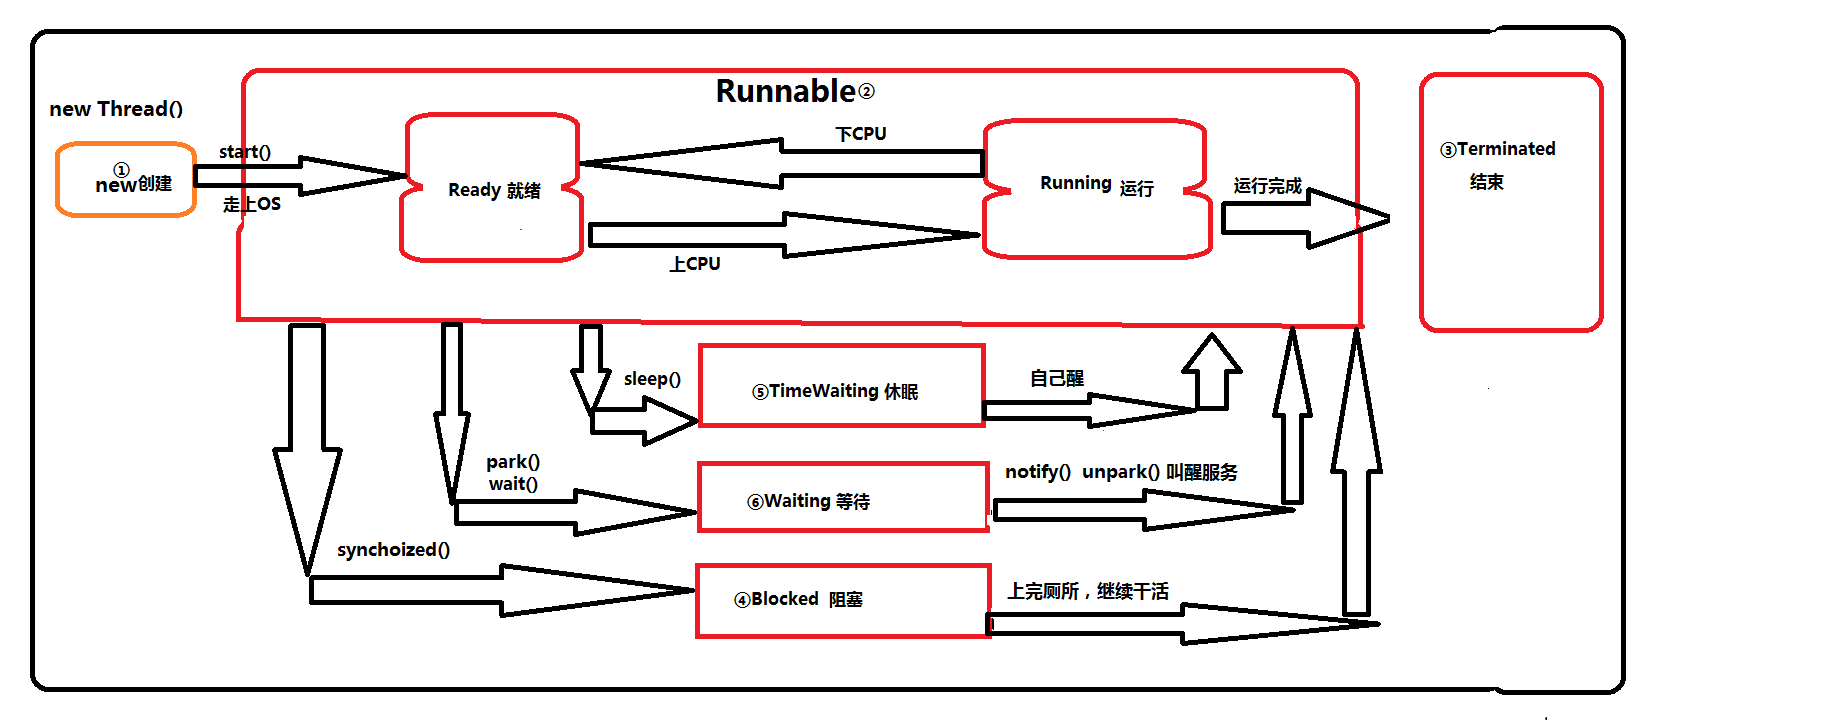 Runnable②
new Thread()
①
new创建
start()
走上OS
Ready 就绪
下CPU
上CPU
Running 运行
运行完成
③Terminated
结束
sleep()
⑤TimeWaiting 休眠
自己醒
park()
wait()
⑥Waiting 等待
notify() unpark() 叫醒服务
synchoized()
④Blocked 阻塞
上完厕所，继续干活